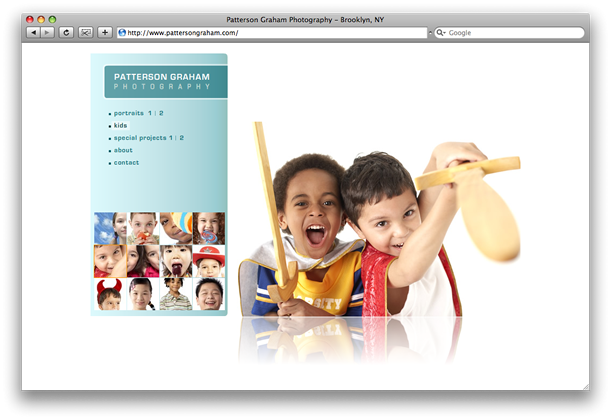 Patterson Graham Photography – Brooklyn, NY
http://www.pattersongraham.com/
Google
PATTERSON GRAHAM
PHOTOGRAPHY
portraits 1 | 2
kids
special projects 1 | 2
about
contact